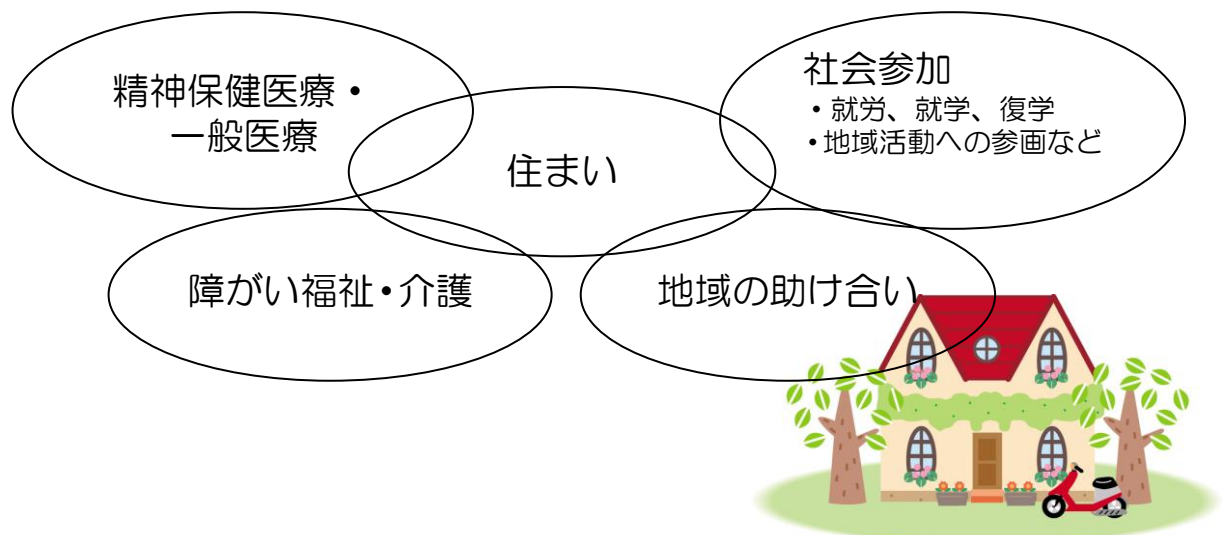 精神保健医療・
一般医療
住まい
社会参加
・就労、就学、復学
・地域活動への参画など
障がい福祉・介護
地域の助け合い